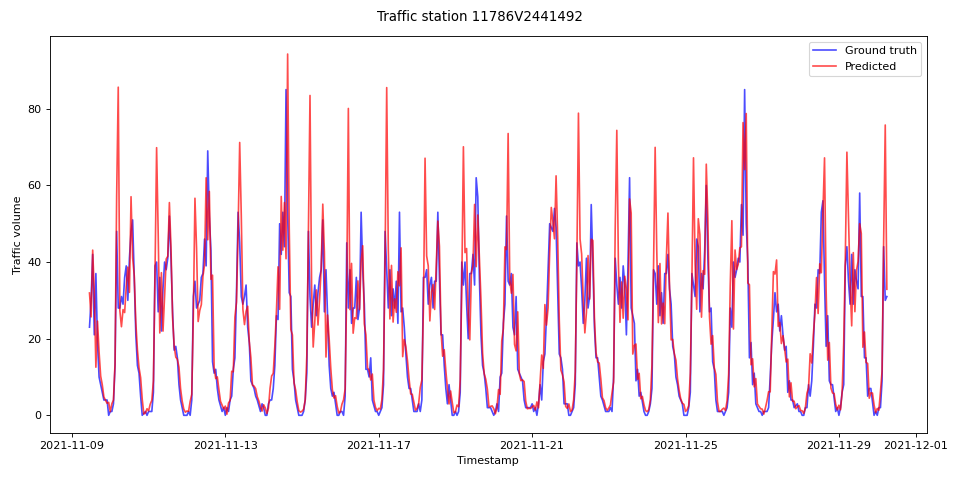 Traffic station 11786V2441492
Ground truth
Predicted
Traffic volume
80
60
40
20
0
2021-11-09
2021-11-13
2021-11-17
2021-11-21
2021-11-25
2021-11-29
2021-12-01
Timestamp